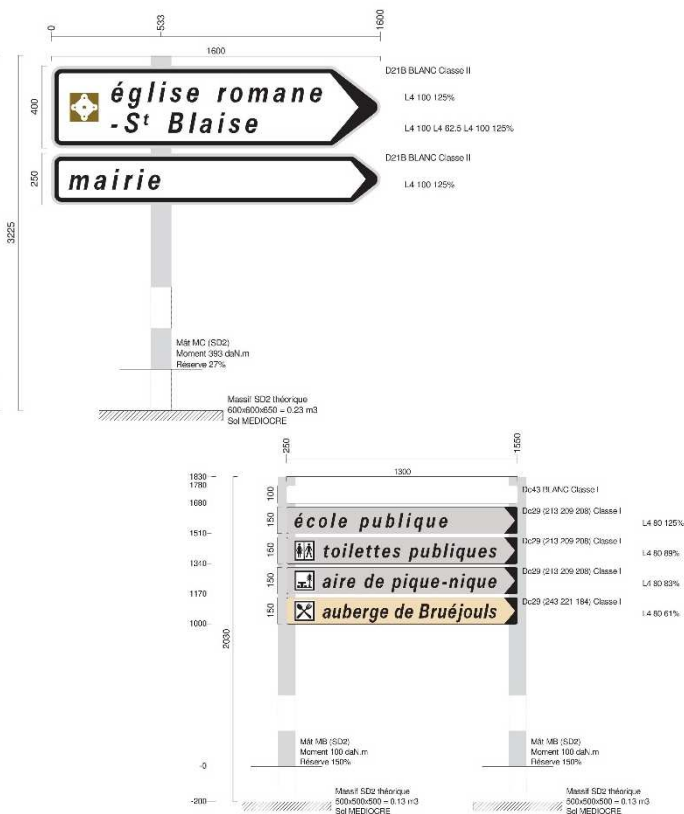 0
533
1600
1600
D21B BLANC Classe II
400
église romane
L4 100 125%
-St Blaise
L4 100 L4 62.5 L4 100 125%
D21B BLANC Classe II
250
mairie
L4 100 125%
3225
Mât MC (SD2)
Moment 393 daN.m
Réserve 27%
Massif SD2 théorique
600x600x650 = 0.23 m3
Sol MEDIOCRE
250
1550
1300
1830
1780
1680
1510
1340
1170
1000
-0
-200
2030
100
Dc43 BLANC Classe I
150
école publique
Dc29 (213 209 208) Classe I
L4 80 125%
150
toilettes publiques
Dc29 (213 209 208) Classe I
L4 80 89%
150
aire de pique-nique
Dc29 (213 209 208) Classe I
L4 80 83%
150
auberge de Bruéjouls
Dc29 (243 221 184) Classe I
L4 80 61%
Mât MB (SD2)
Moment 100 daN.m
Réserve 150%
Mât MB (SD2)
Moment 100 daN.m
Réserve 150%
Massif SD2 théorique
500x500x500 = 0.13 m3
Sol MEDIOCRE
Massif SD2 théorique
500x500x500 = 0.13 m3
Sol MEDIOCRE